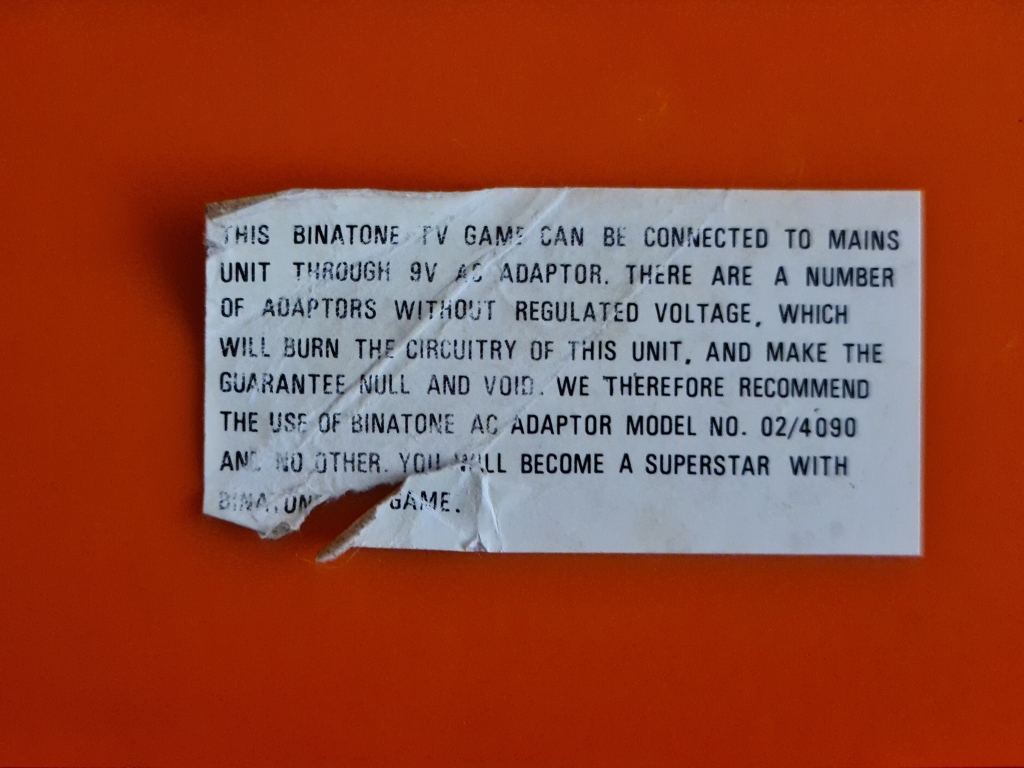 THIS BINATONE TV GAME CAN BE CONNECTED TO MAINS
UNIT THROUGH 9V AC ADAPTOR. THERE ARE A NUMBER
OF ADAPTORS WITHOUT REGULATED VOLTAGE, WHICH
WILL BURN THE CIRCUITRY OF THIS UNIT, AND MAKE THE
GUARANTEE NULL AND VOID. WE THEREFORE RECOMMEND
THE USE OF BINATONE AC ADAPTOR MODEL NO. 02/4090
AND NO OTHER. YOU WILL BECOME A SUPERSTAR WITH
BINATONE GAME.